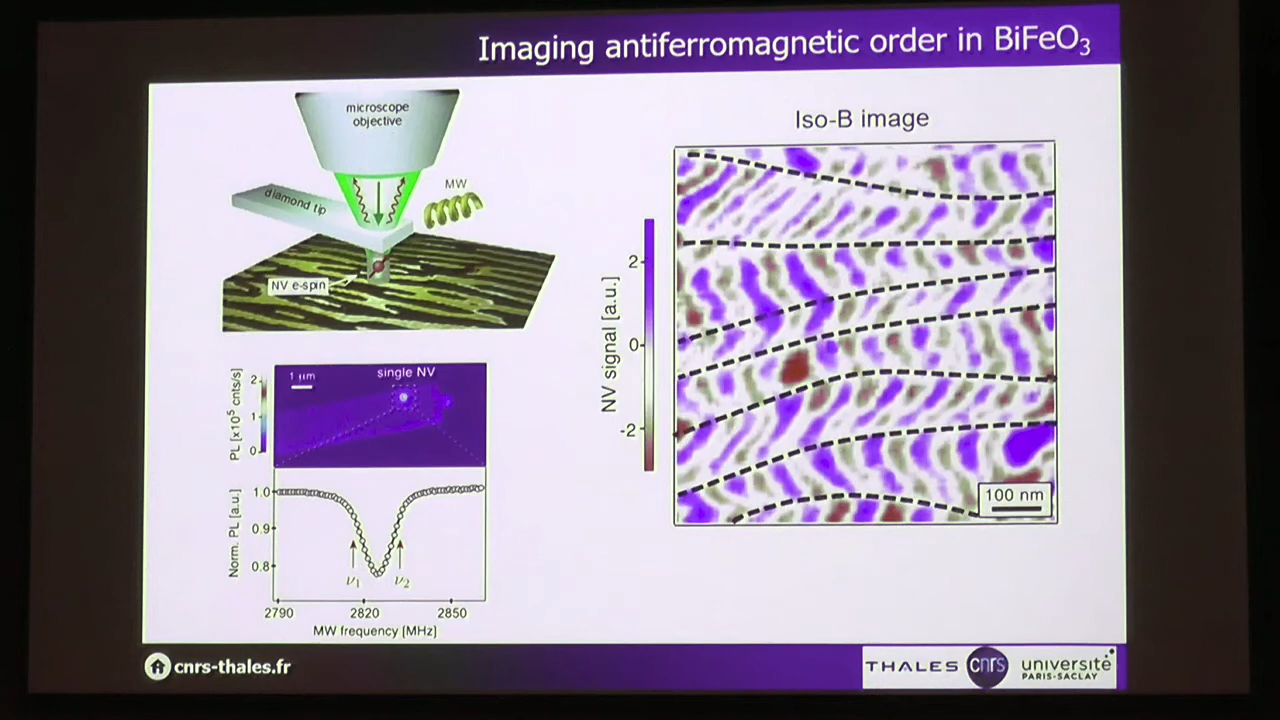 Imaging antiferromagnetic order in BiFeO3
microscope
objective
diamond tip
MW
NV e-spin
Iso-B image
NV signal [a.u.]
2
0
-2
100 nm
1 μm
single NV
PL [x10⁵ cnts/s]
2
1
0
Norm. PL [a.u.]
1.0
0.9
0.8
ν1
ν2
2790
2820
2850
MW frequency [MHz]
cnrs-thales.fr
THALES
cnrs
université
PARIS-SACLAY